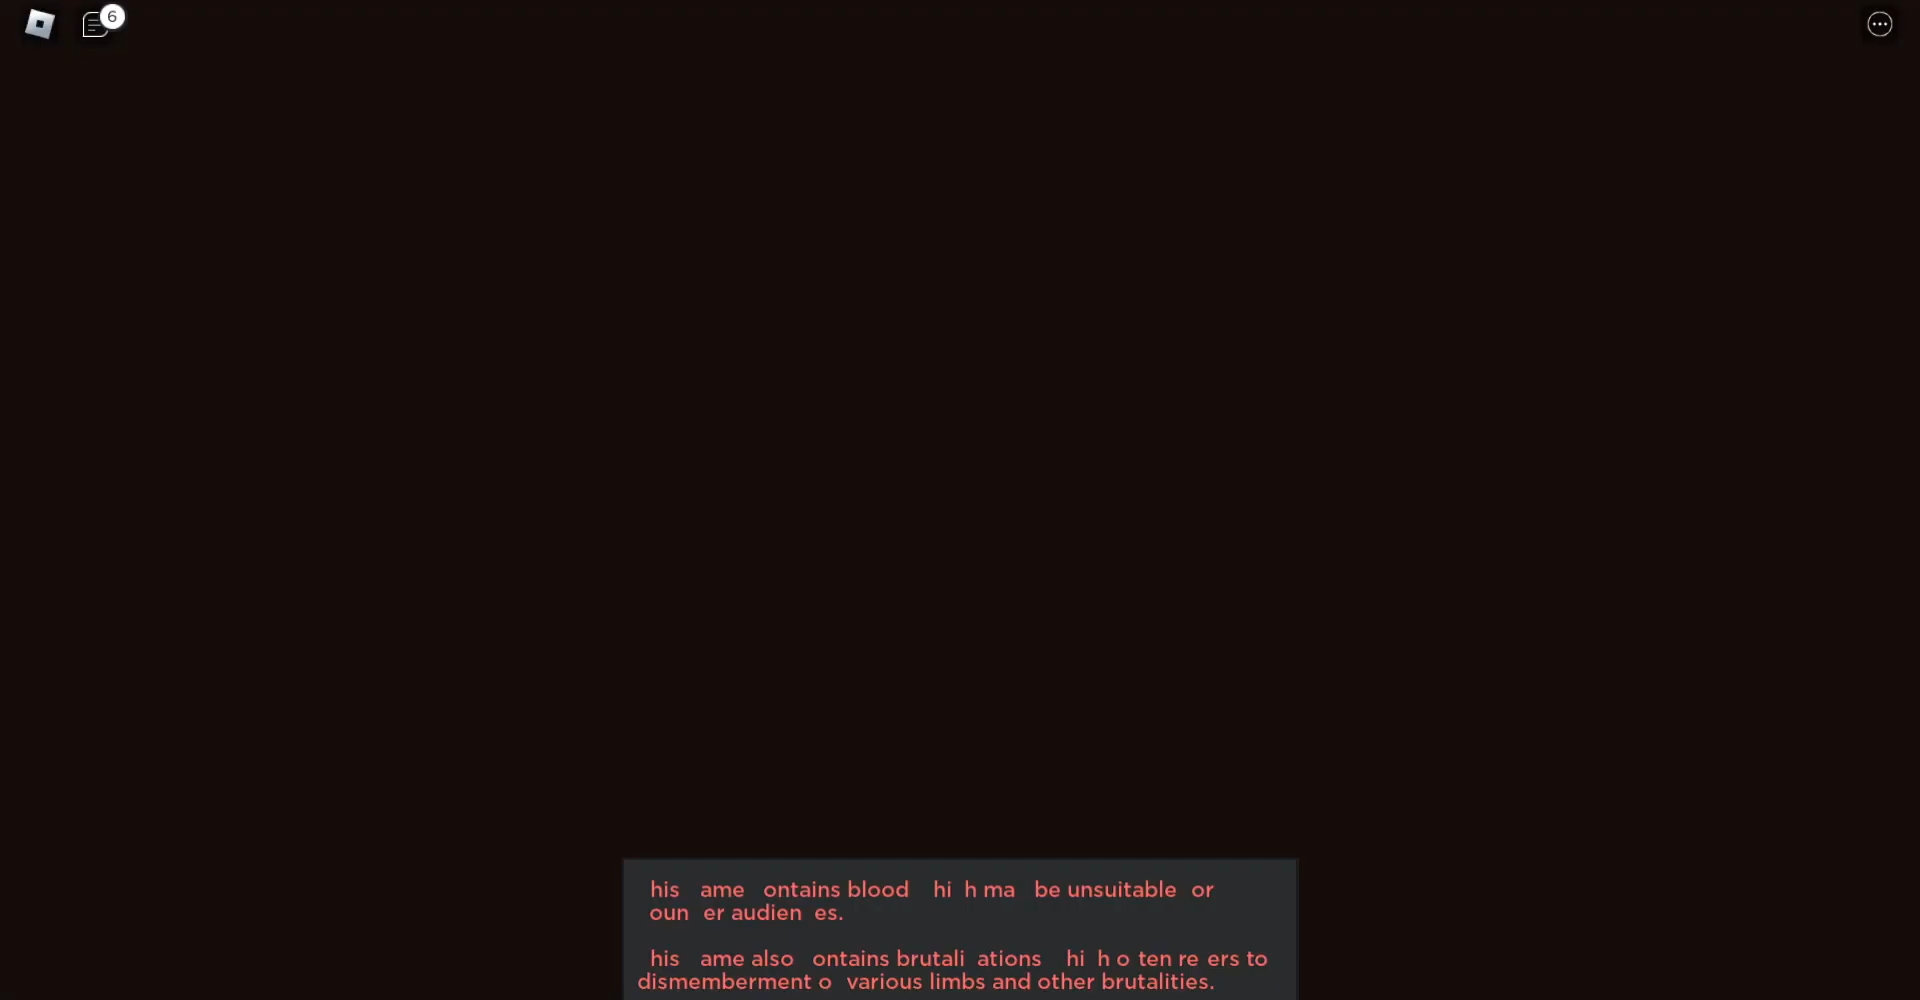 6
his ame ontains blood hi h ma be unsuitable or
oun er audien es.
his ame also ontains brutali ations hi h o ten re ers to
dismemberment o various limbs and other brutalities.